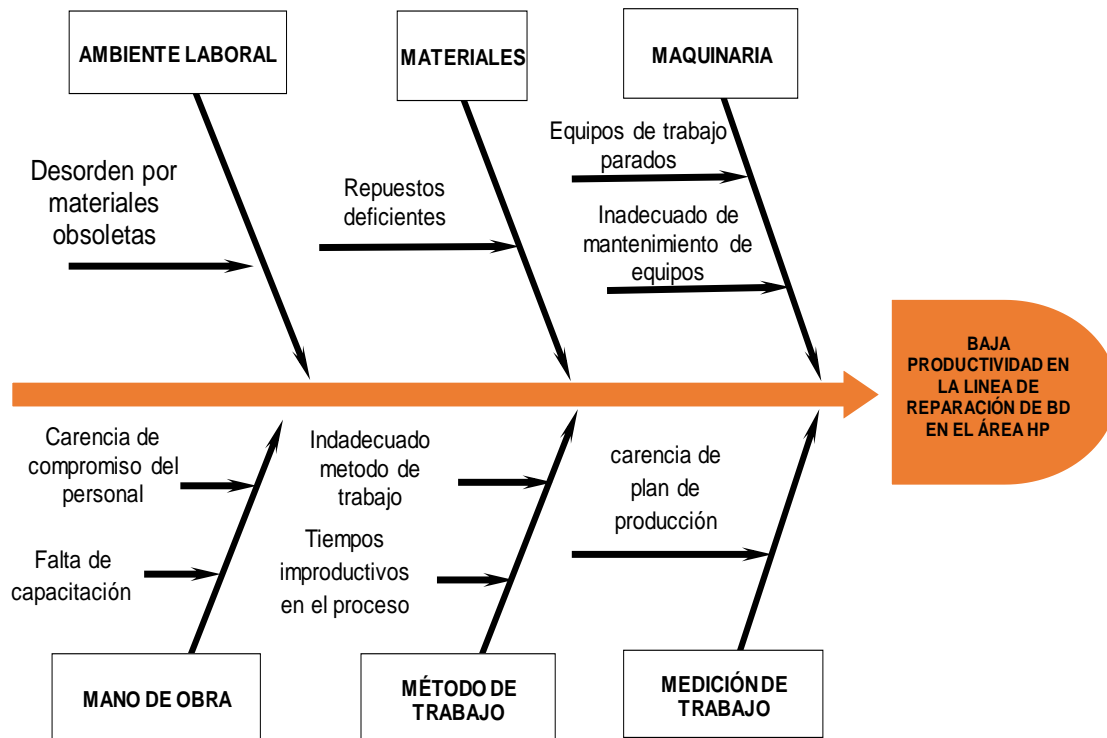 AMBIENTE LABORAL
MATERIALES
MAQUINARIA
Desorden por
materiales
obsoletas
Repuestos
deficientes
Equipos de trabajo
parados
Inadecuado de
mantenimiento de
equipos
BAJA
PRODUCTIVIDAD EN
LA LINEA DE
REPARACIÓN DE BD
EN EL ÁREA HP
Carencia de
compromiso del
personal
Falta de
capacitación
Indadecuado
metodo de
trabajo
Tiempos
improductivos
en el proceso
carencia de
plan de
producción
MANO DE OBRA
MÉTODO DE
TRABAJO
MEDICIÓN DE
TRABAJO